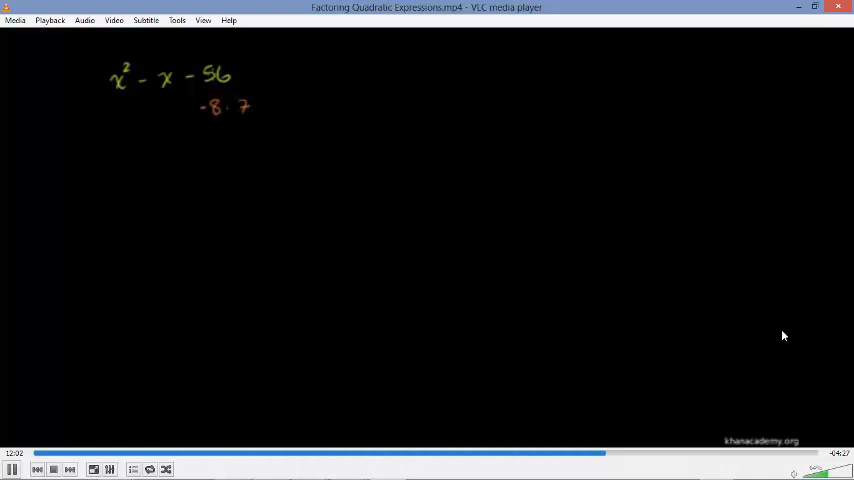 Factoring Quadratic Expressions.mp4 - VLC media player
Media Playback Audio Video Subtitle Tools View Help
x² - x - 56
-8 · 7
khanacademy.org
12:02 -04:27
64%